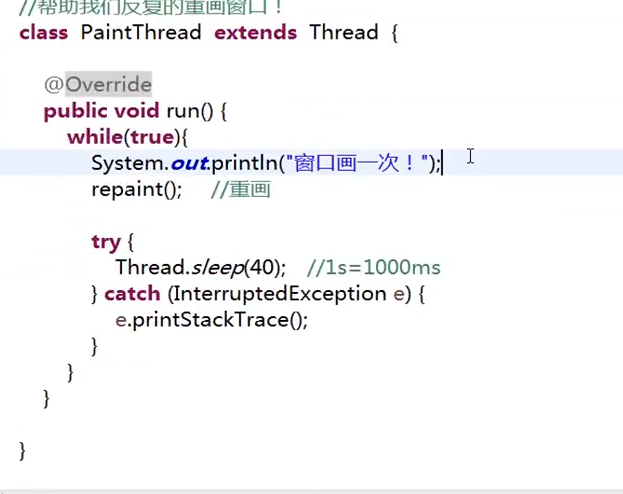 //帮助我们反复的重画窗口！
class PaintThread extends Thread {
@Override
public void run() {
while(true){
System.out.println("窗口画一次！");
repaint(); //重画
try {
Thread.sleep(40); //1s=1000ms
} catch (InterruptedException e) {
e.printStackTrace();
}
}
}
}